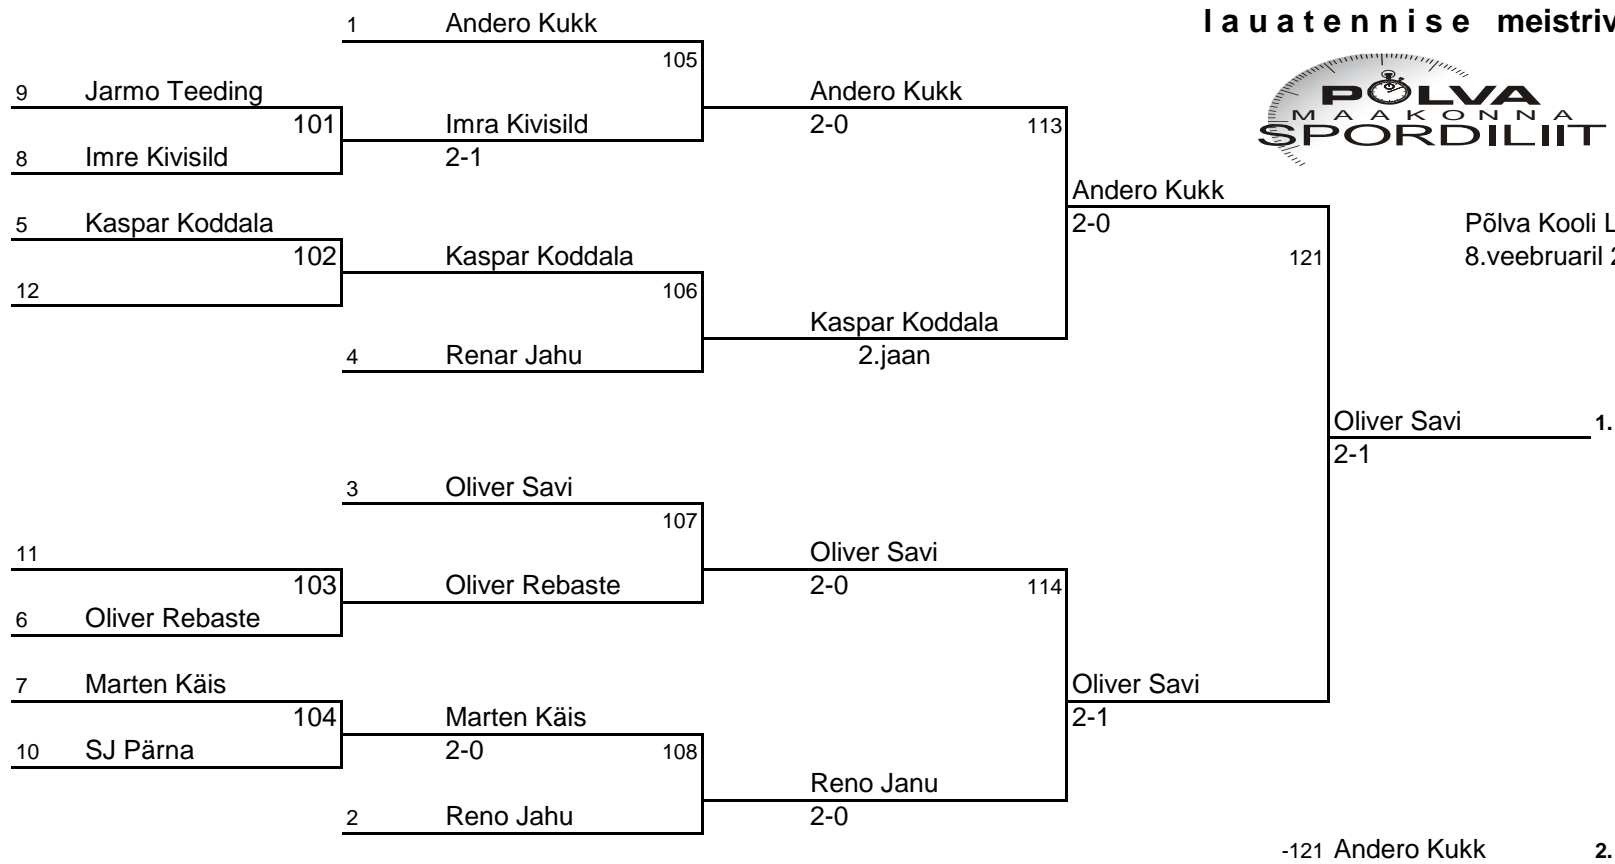 1 Andero Kukk
l a u a t e n n i s e meistriv
105
PÕLVA
MAAKONNA
SPORDILIIT
9 Jarmo Teeding
Andero Kukk
101 Imra Kivisild
2-0 113
8 Imre Kivisild
2-1
Andero Kukk
5 Kaspar Koddala
2-0
Põlva Kooli L
102 Kaspar Koddala
121
8.veebruaril 2
12
106
Kaspar Koddala
4 Renar Jahu
2.jaan
Oliver Savi 1.
2-1
3 Oliver Savi
107
11
Oliver Savi
103 Oliver Rebaste
2-0 114
6 Oliver Rebaste
7 Marten Käis
Oliver Savi
104 Marten Käis
2-1
10 SJ Pärna
2-0 108
Reno Janu
2 Reno Jahu
2-0
-121 Andero Kukk 2.